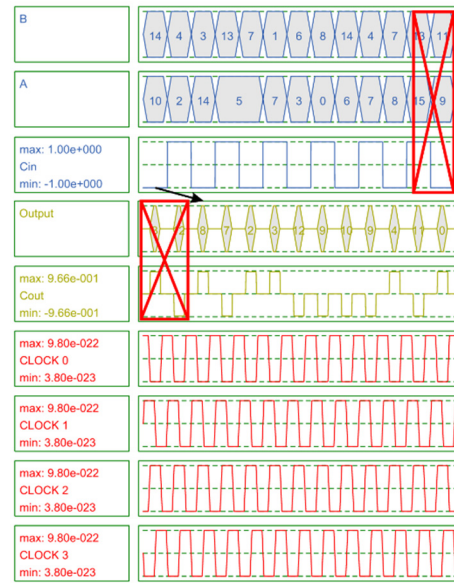 B
14 4 3 13 7 1 6 8 14 4 7 13 11
A
10 2 14 5 7 3 0 6 7 8 15 9
max: 1.00e+000
Cin
min: -1.00e+000
Output
8 7 2 3 12 9 10 9 4 11 0
max: 9.66e-001
Cout
min: -9.66e-001
max: 9.80e-022
CLOCK 0
min: 3.80e-023
max: 9.80e-022
CLOCK 1
min: 3.80e-023
max: 9.80e-022
CLOCK 2
min: 3.80e-023
max: 9.80e-022
CLOCK 3
min: 3.80e-023